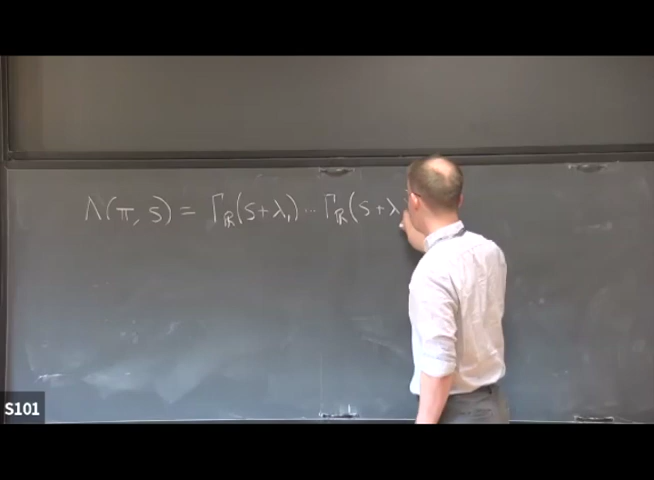 Λ(π, s) = Γ_ℝ(s+λ₁) ... Γ_ℝ(s+λ
S101